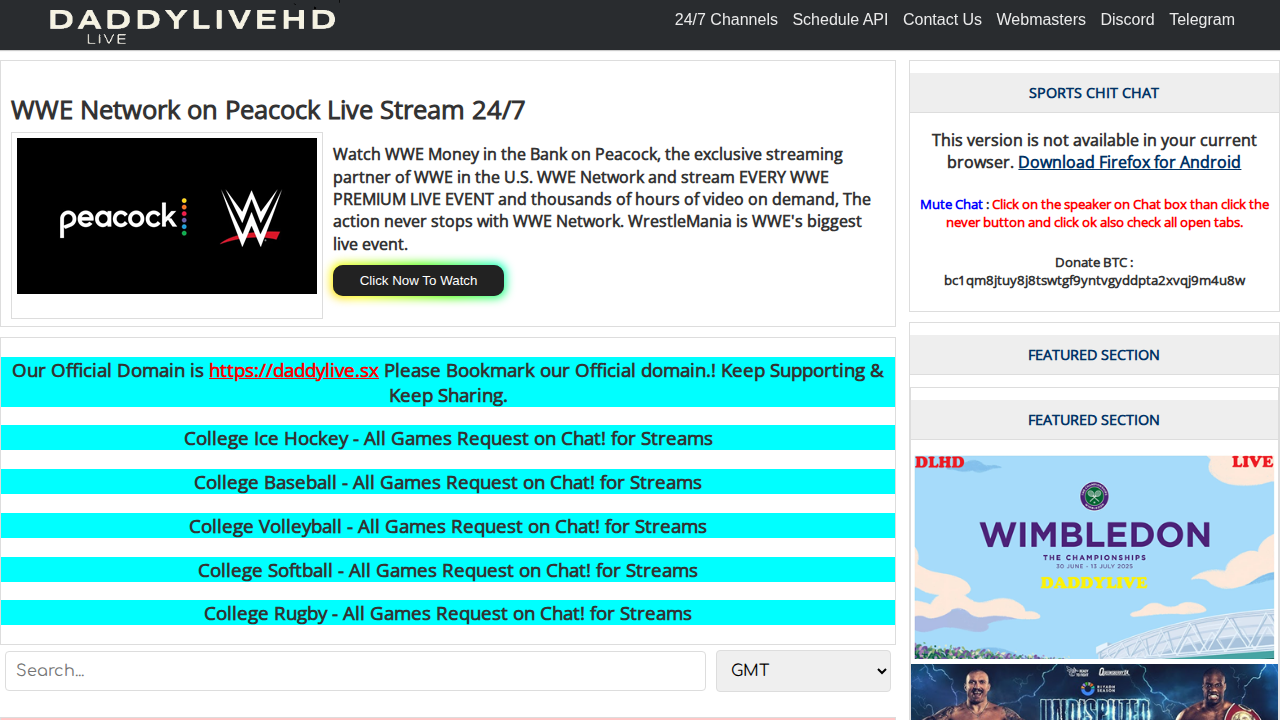 DADDYLIVEHD
LIVE
24/7 Channels Schedule API Contact Us Webmasters Discord Telegram
WWE Network on Peacock Live Stream 24/7
peacock
Watch WWE Money in the Bank on Peacock, the exclusive streaming
partner of WWE in the U.S. WWE Network and stream EVERY WWE
PREMIUM LIVE EVENT and thousands of hours of video on demand, The
action never stops with WWE Network. WrestleMania is WWE's biggest
live event.
Click Now To Watch
Our Official Domain is https://daddylive.sx Please Bookmark our Official domain.! Keep Supporting &
Keep Sharing.
College Ice Hockey - All Games Request on Chat! for Streams
College Baseball - All Games Request on Chat! for Streams
College Volleyball - All Games Request on Chat! for Streams
College Softball - All Games Request on Chat! for Streams
College Rugby - All Games Request on Chat! for Streams
Search...
GMT
SPORTS CHIT CHAT
This version is not available in your current
browser. Download Firefox for Android
Mute Chat : Click on the speaker on Chat box than click the
never button and click ok also check all open tabs.
Donate BTC :
bc1qm8jtuy8j8tswtgf9yntvgyddpta2xvqj9m4u8w
FEATURED SECTION
FEATURED SECTION
DLHD LIVE
WIMBLEDON
THE CHAMPIONSHIPS
30 JUNE - 13 JULY 2025
DADDYLIVE
RIYADH
SEASON
UNDISPUTED